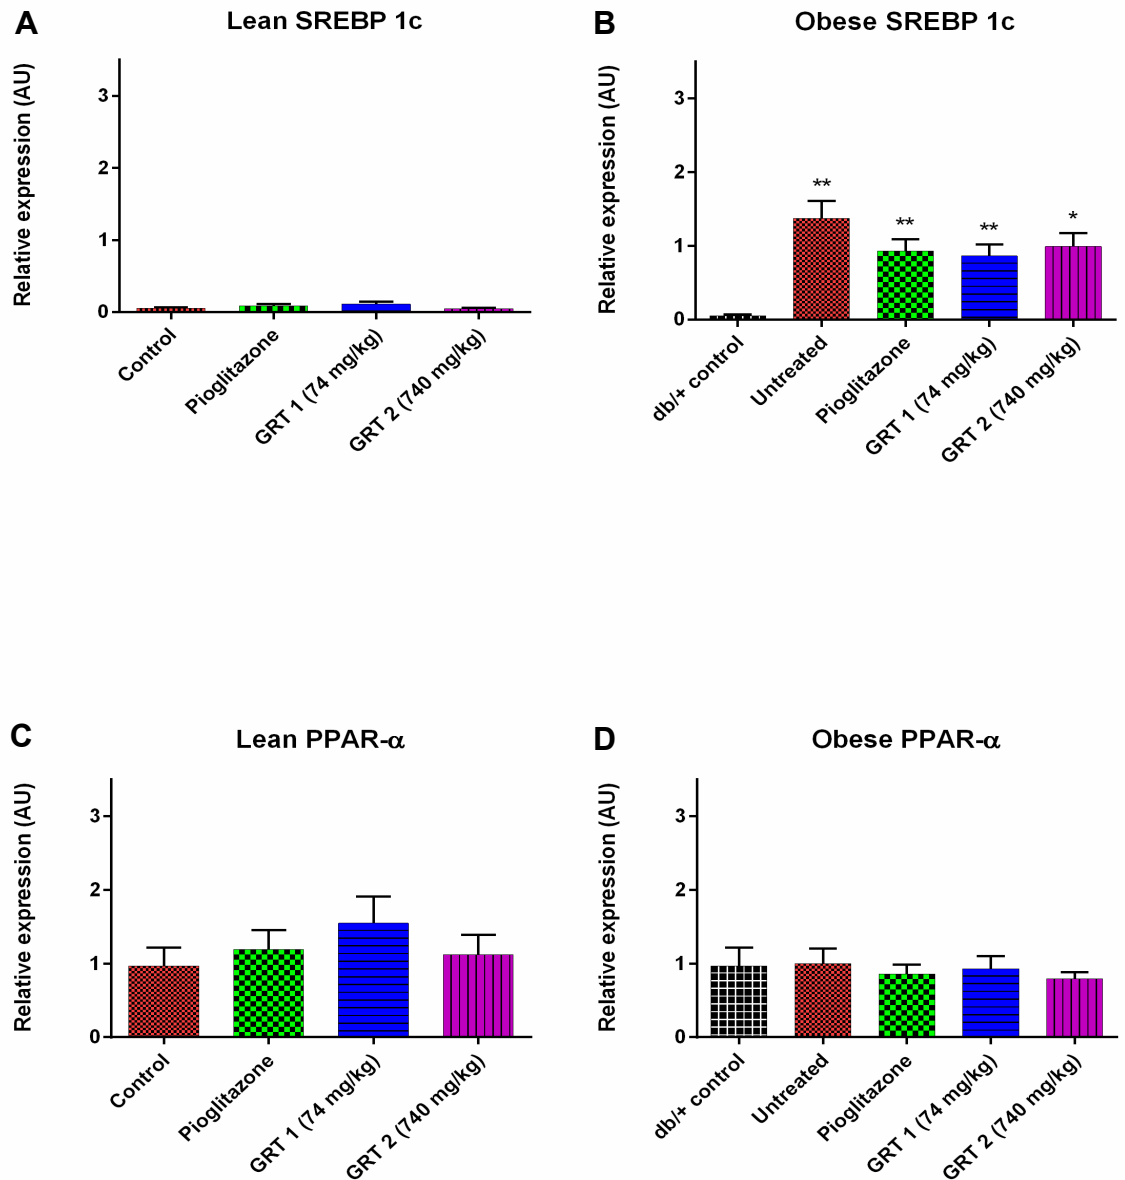 A
Lean SREBP 1c
Relative expression (AU)
3
2
1
0
Control
Pioglitazone
GRT 1 (74 mg/kg)
GRT 2 (740 mg/kg)
B
Obese SREBP 1c
Relative expression (AU)
3
2
1
0
**
**
**
*
db/+ control
Untreated
Pioglitazone
GRT 1 (74 mg/kg)
GRT 2 (740 mg/kg)
C
Lean PPAR-α
Relative expression (AU)
3
2
1
0
Control
Pioglitazone
GRT 1 (74 mg/kg)
GRT 2 (740 mg/kg)
D
Obese PPAR-α
Relative expression (AU)
3
2
1
0
db/+ control
Untreated
Pioglitazone
GRT 1 (74 mg/kg)
GRT 2 (740 mg/kg)